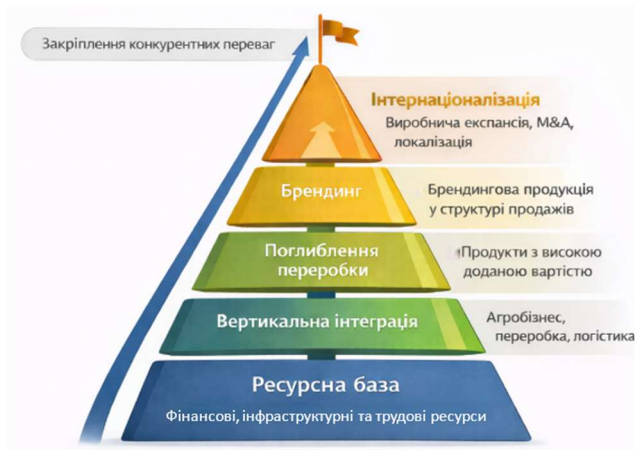 Закріплення конкурентних переваг
Інтернаціоналізація
Виробнича експансія, M&A,
локалізація
Брендинг
Брендингова продукція
у структурі продажів
Поглиблення
переробки
Продукти з високою
доданою вартістю
Вертикальна інтеграція
Агробізнес,
переробка, логістика
Ресурсна база
Фінансові, інфраструктурні та трудові ресурси